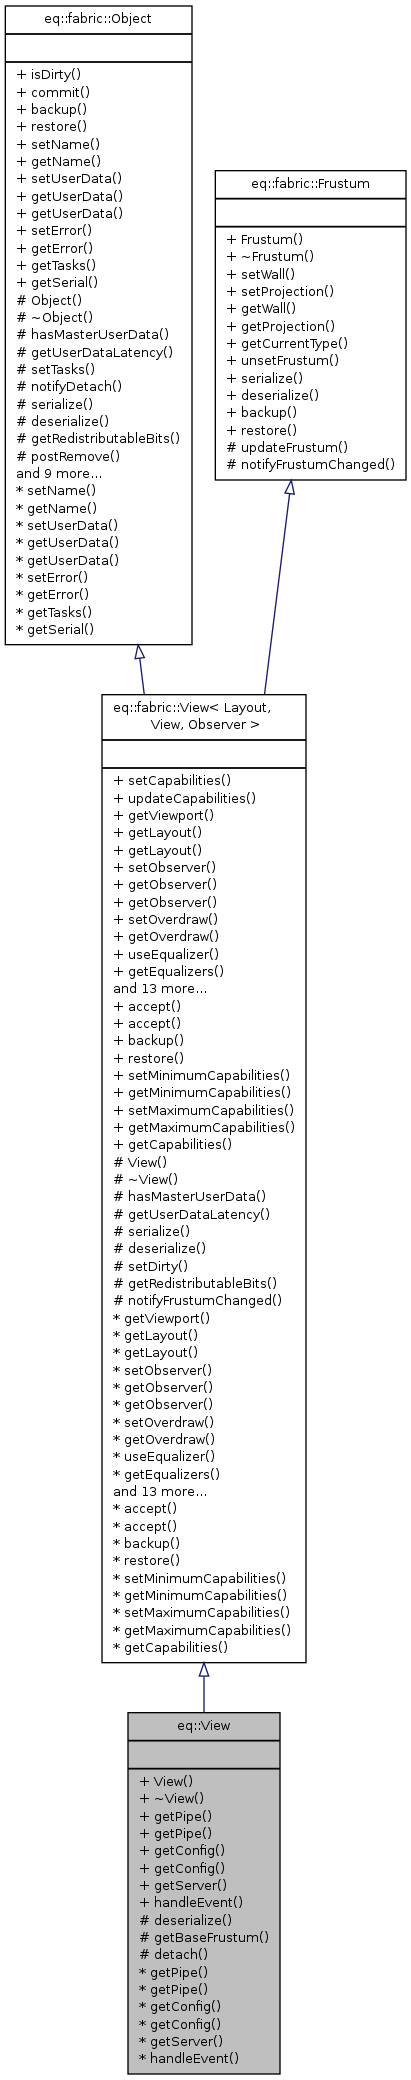 eq::fabric::Object
+ isDirty()
+ commit()
+ backup()
+ restore()
+ setName()
+ getName()
+ setUserData()
+ getUserData()
+ getUserData()
+ setError()
+ getError()
+ getTasks()
+ getSerial()
# Object()
# ~Object()
# hasMasterUserData()
# getUserDataLatency()
# setTasks()
# notifyDetach()
# serialize()
# deserialize()
# getRedistributableBits()
# postRemove()
and 9 more...
* setName()
* getName()
* setUserData()
* getUserData()
* getUserData()
* setError()
* getError()
* getTasks()
* getSerial()
eq::fabric::Frustum
+ Frustum()
+ ~Frustum()
+ setWall()
+ setProjection()
+ getWall()
+ getProjection()
+ getCurrentType()
+ unsetFrustum()
+ serialize()
+ deserialize()
+ backup()
+ restore()
# updateFrustum()
# notifyFrustumChanged()
eq::fabric::View< Layout,
View, Observer >
+ setCapabilities()
+ updateCapabilities()
+ getViewport()
+ getLayout()
+ getLayout()
+ setObserver()
+ getObserver()
+ getObserver()
+ setOverdraw()
+ getOverdraw()
+ useEqualizer()
+ getEqualizers()
and 13 more...
+ accept()
+ accept()
+ backup()
+ restore()
+ setMinimumCapabilities()
+ getMinimumCapabilities()
+ setMaximumCapabilities()
+ getMaximumCapabilities()
+ getCapabilities()
# View()
# ~View()
# hasMasterUserData()
# getUserDataLatency()
# serialize()
# deserialize()
# setDirty()
# getRedistributableBits()
# notifyFrustumChanged()
* getViewport()
* getLayout()
* getLayout()
* setObserver()
* getObserver()
* getObserver()
* setOverdraw()
* getOverdraw()
* useEqualizer()
* getEqualizers()
and 13 more...
* accept()
* accept()
* backup()
* restore()
* setMinimumCapabilities()
* getMinimumCapabilities()
* setMaximumCapabilities()
* getMaximumCapabilities()
* getCapabilities()
eq::View
+ View()
+ ~View()
+ getPipe()
+ getPipe()
+ getConfig()
+ getConfig()
+ getServer()
+ handleEvent()
# deserialize()
# getBaseFrustum()
# detach()
* getPipe()
* getPipe()
* getConfig()
* getConfig()
* getServer()
* handleEvent()